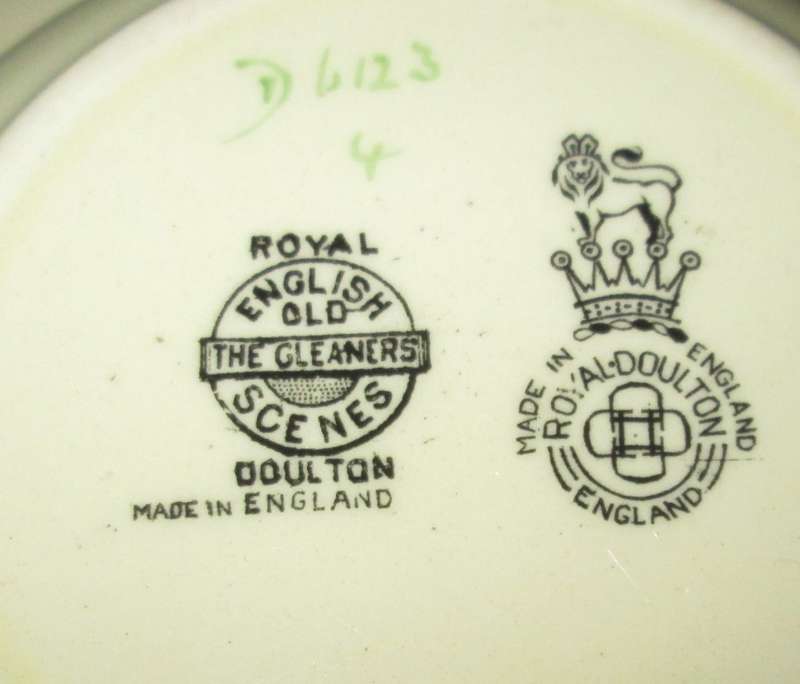 D6123
4
ROYAL
ENGLISH
OLD
THE GLEANERS
SCENES
DOULTON
MADE IN ENGLAND
MADE IN ENGLAND
ROYAL·DOULTON
ENGLAND